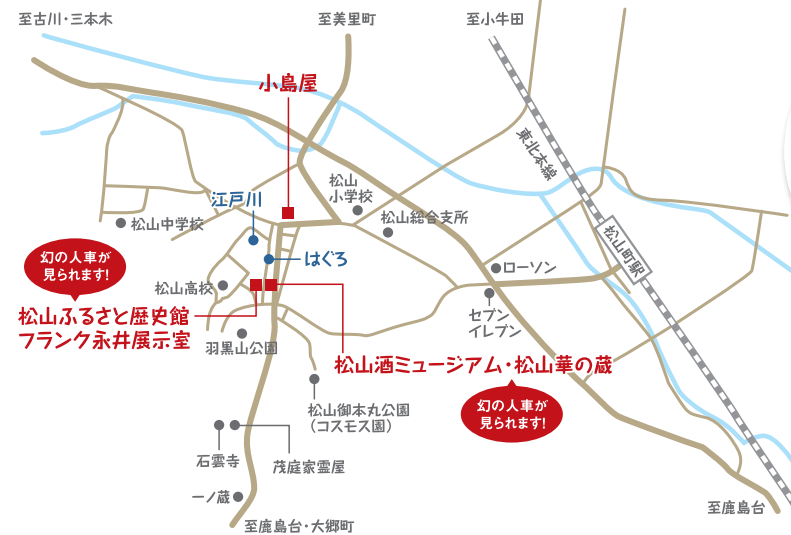 至古川・三本木
至美里町
至小牛田
小島屋
東北本線
松山
小学校
江戸川
松山中学校
松山総合支所
幻の人車が
見られます!
はぐろ
ローソン
松山町駅
松山高校
松山ふるさと歴史館
フランク永井展示室
セブン
イレブン
羽黒山公園
松山酒ミュージアム・松山華の蔵
幻の人車が
見られます!
松山御本丸公園
(コスモス園)
石雲寺
茂庭家霊屋
一ノ蔵
至鹿島台
至鹿島台・大郷町